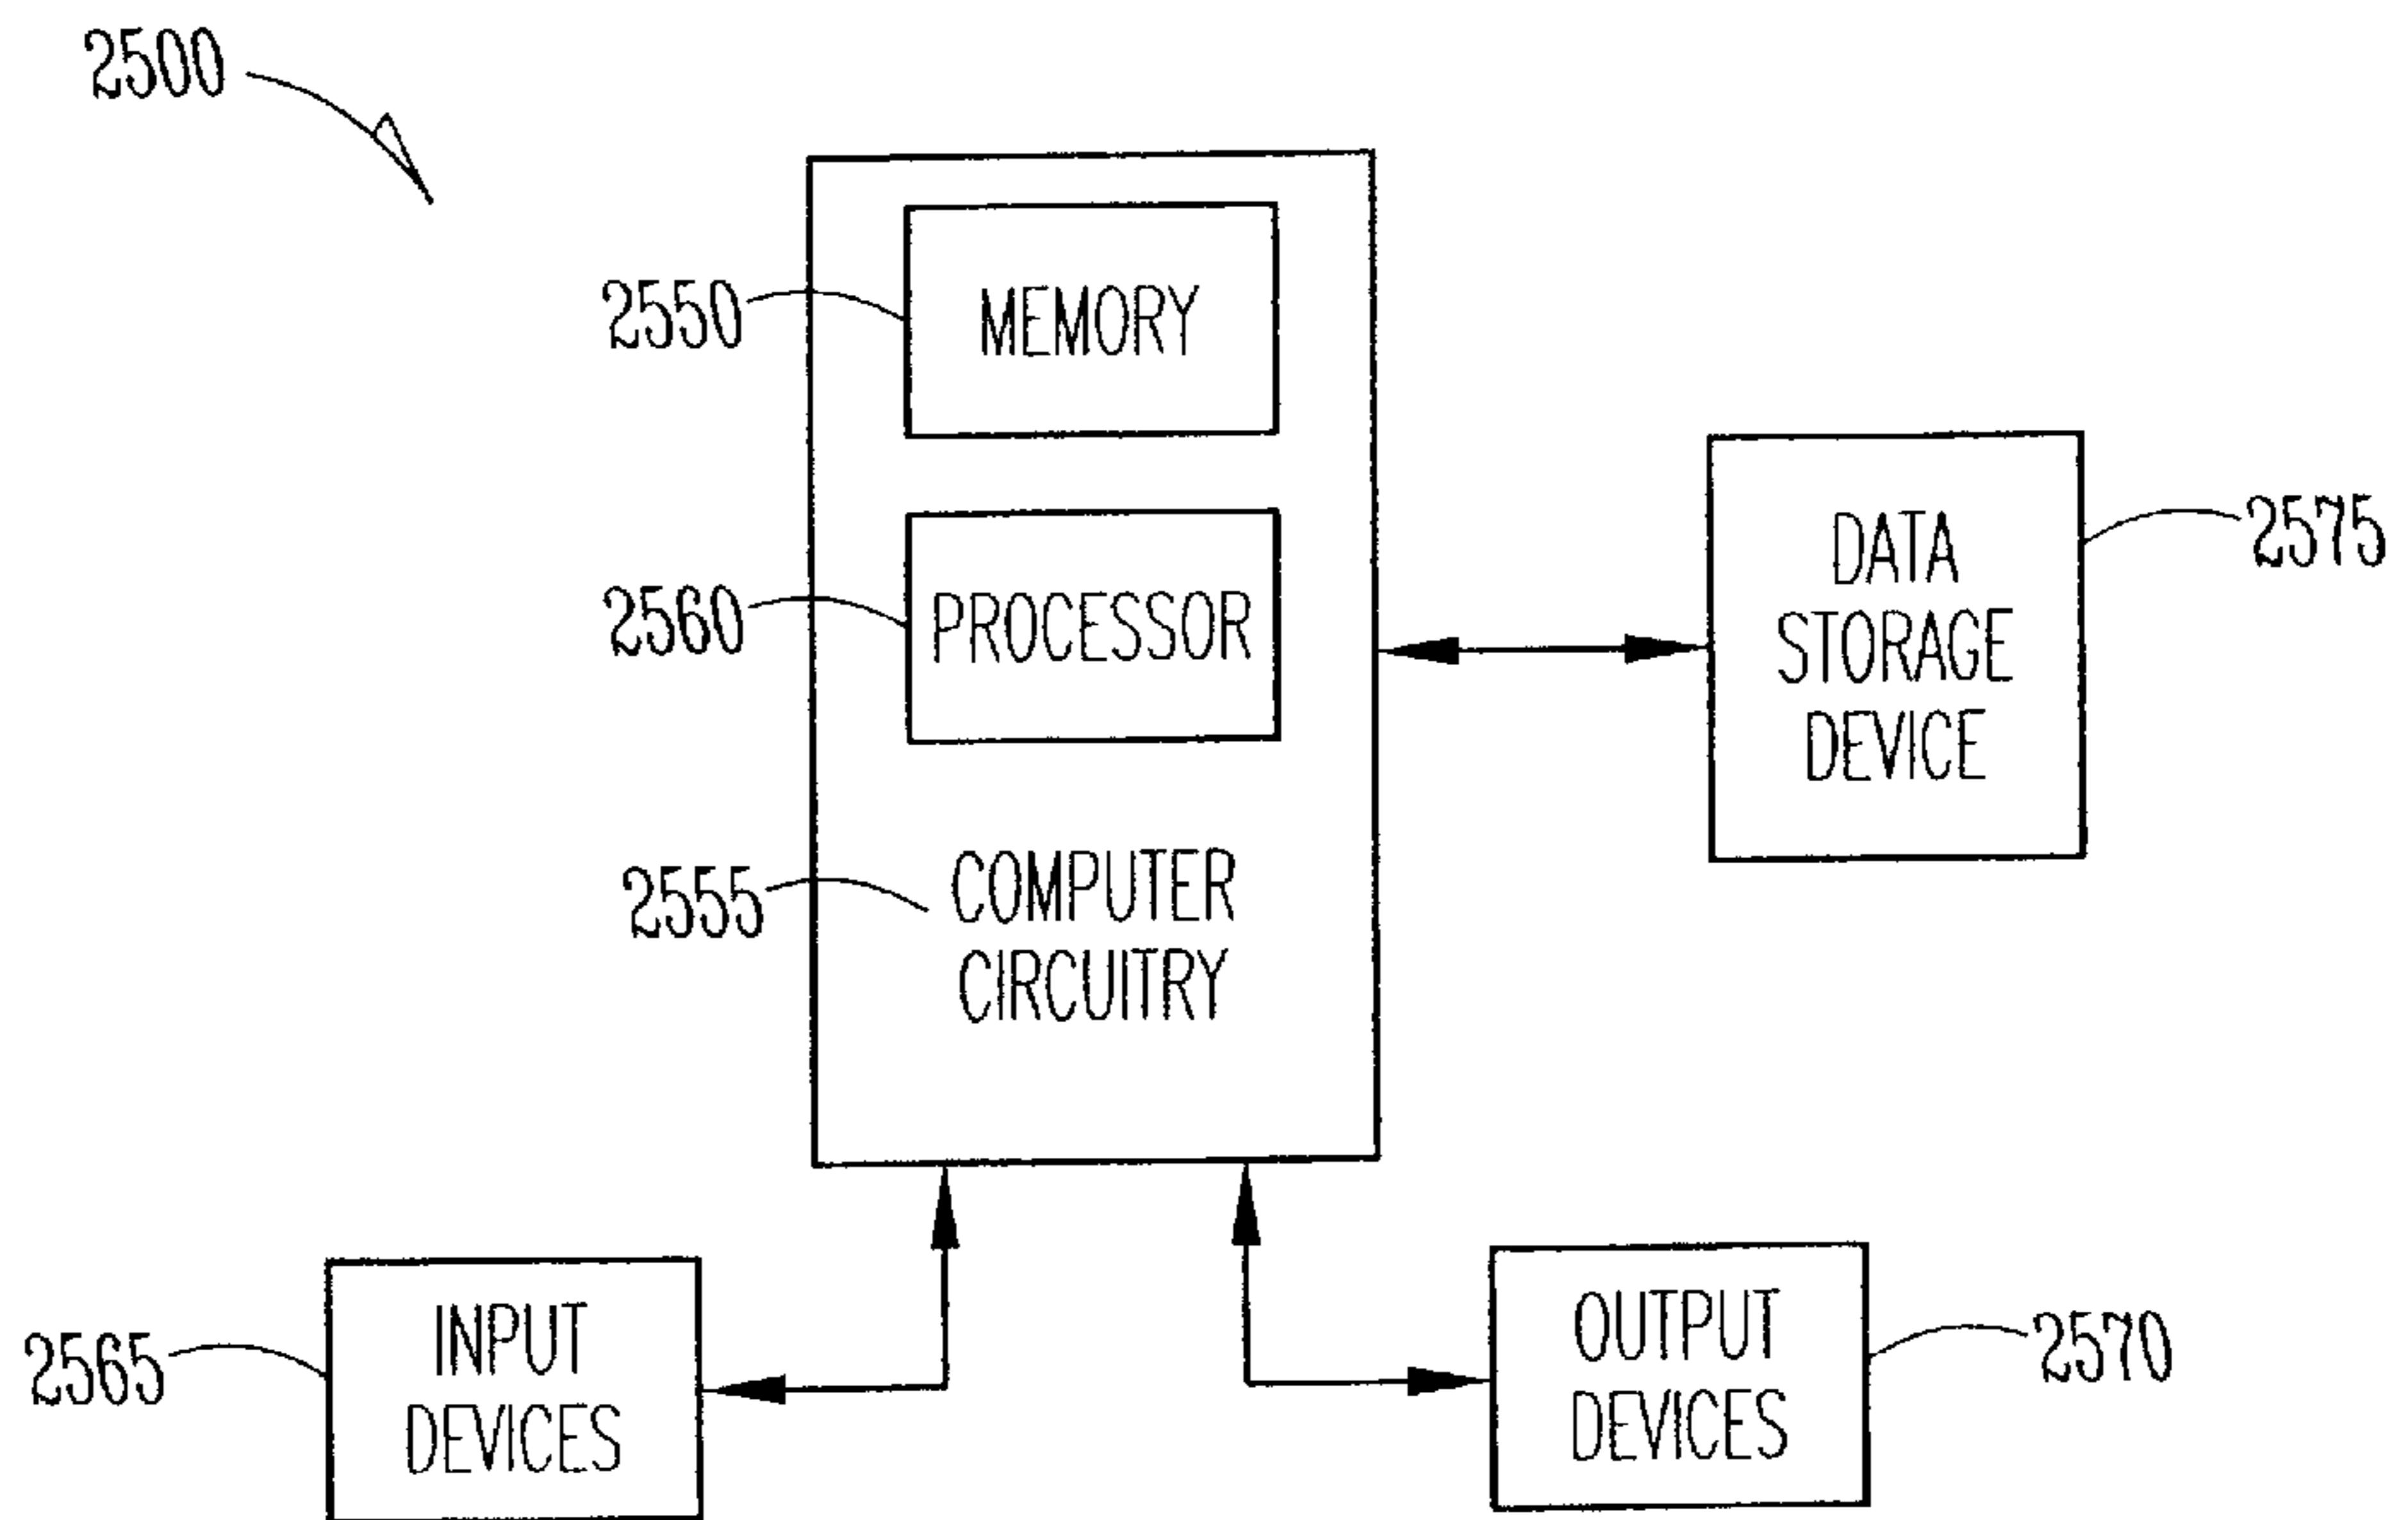 2500
2550
MEMORY
2560
PROCESSOR
2555
COMPUTER
CIRCUITRY
DATA
STORAGE
DEVICE
2575
2565
INPUT
DEVICES
OUTPUT
DEVICES
2570